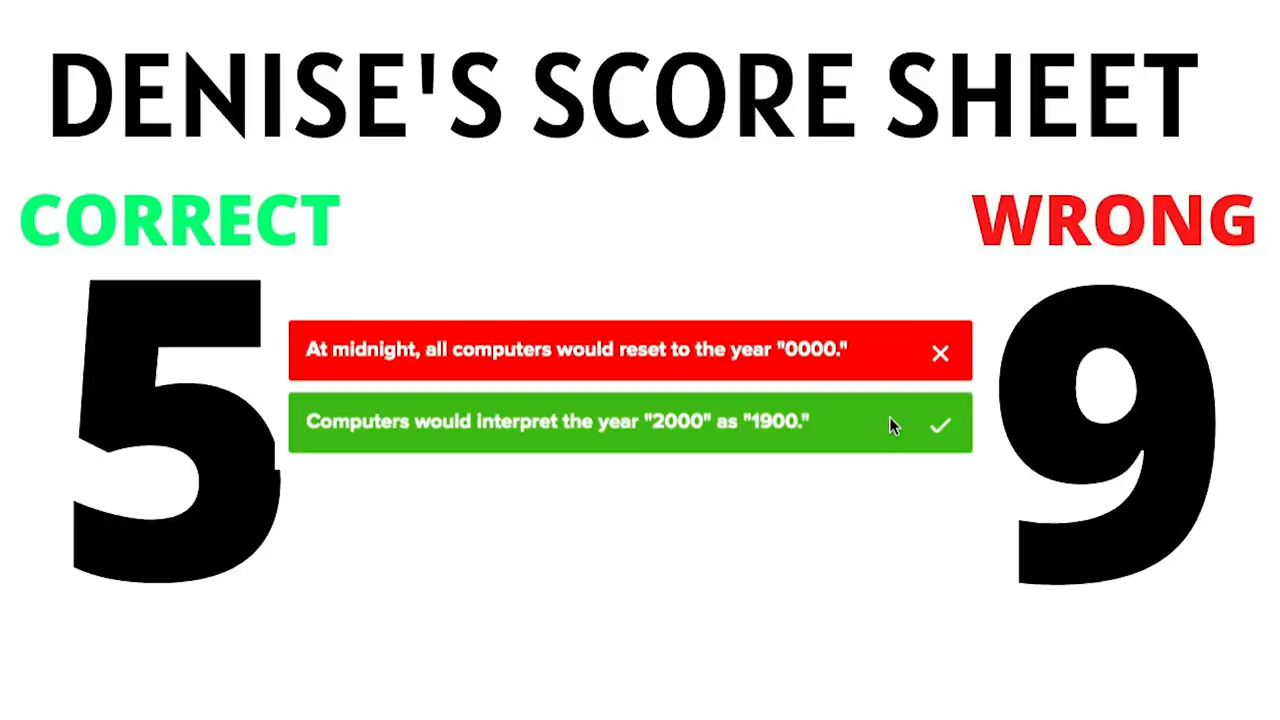 DENISE'S SCORE SHEET
CORRECT
WRONG
5
9
At midnight, all computers would reset to the year "0000."
Computers would interpret the year "2000" as "1900."